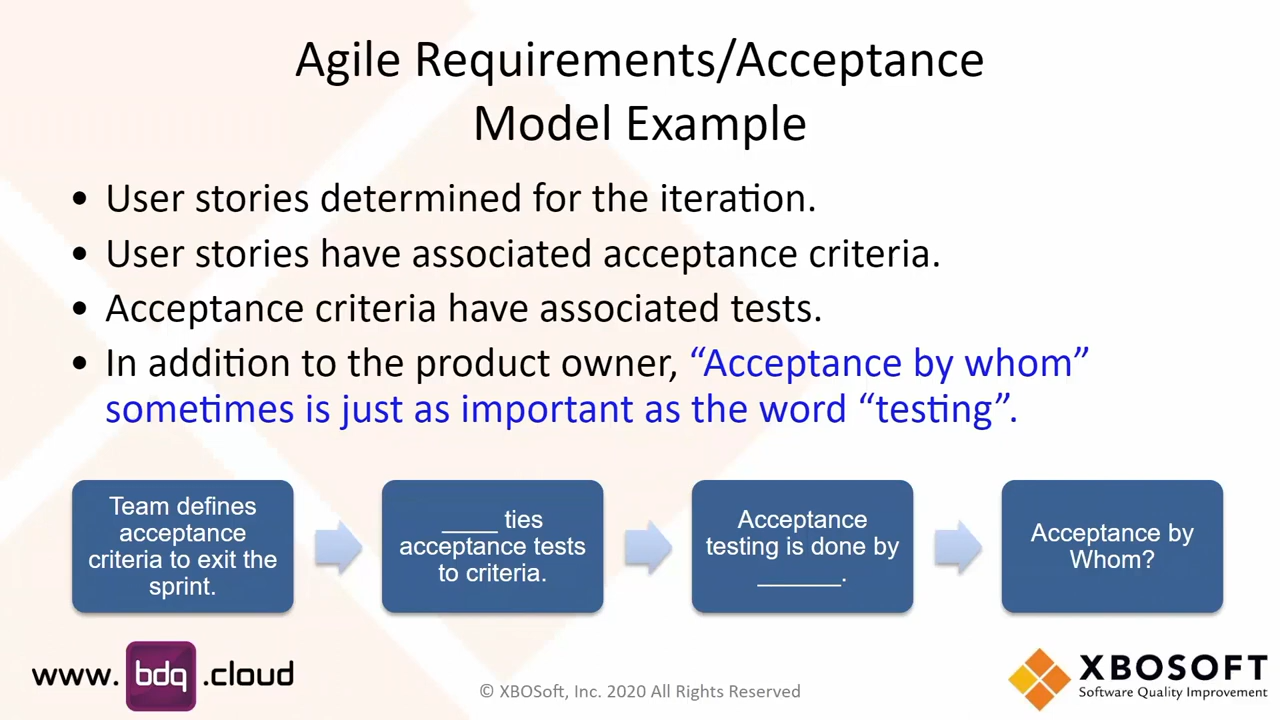 Agile Requirements/Acceptance
Model Example
• User stories determined for the iteration.
• User stories have associated acceptance criteria.
• Acceptance criteria have associated tests.
• In addition to the product owner, “Acceptance by whom”
sometimes is just as important as the word “testing”.
Team defines
acceptance
criteria to exit the
sprint.
____ ties
acceptance tests
to criteria.
Acceptance
testing is done by
______.
Acceptance by
Whom?
www.bdq.cloud
© XBOSoft, Inc. 2020 All Rights Reserved
XBOSOFT
Software Quality Improvement